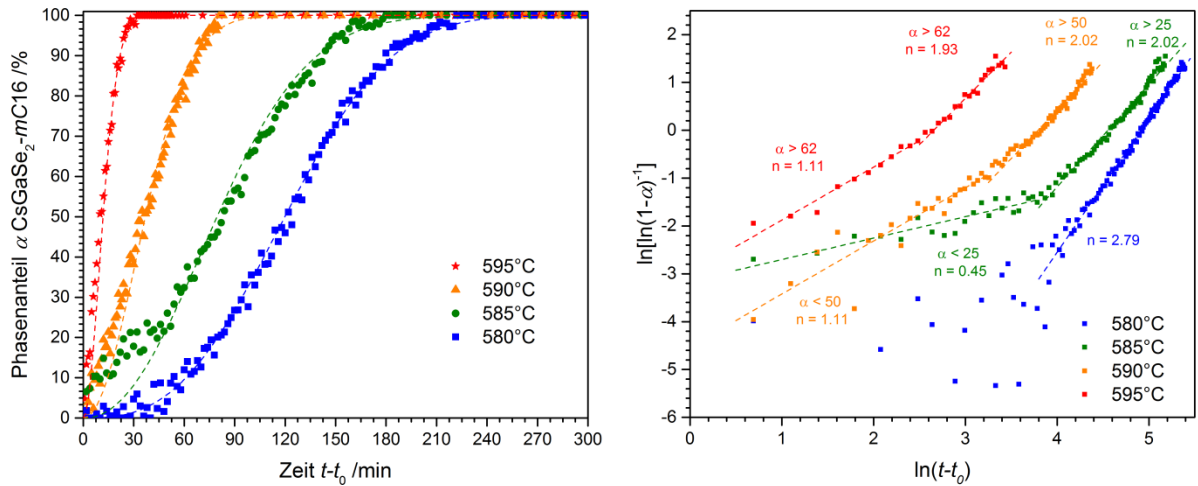 Phasenanteil α CsGaSe2-mC16 /%
100
90
80
70
60
50
40
30
20
10
0
595°C
590°C
585°C
580°C
0 30 60 90 120 150 180 210 240 270 300
Zeit t-t0 /min
ln[ln(1-α)-1]
2
1
0
-1
-2
-3
-4
-5
-6
α > 62
n = 1.93
α > 50
n = 2.02
α > 25
n = 2.02
α > 62
n = 1.11
n = 2.79
α < 25
n = 0.45
α < 50
n = 1.11
580°C
585°C
590°C
595°C
0 1 2 3 4 5
ln(t-t0)